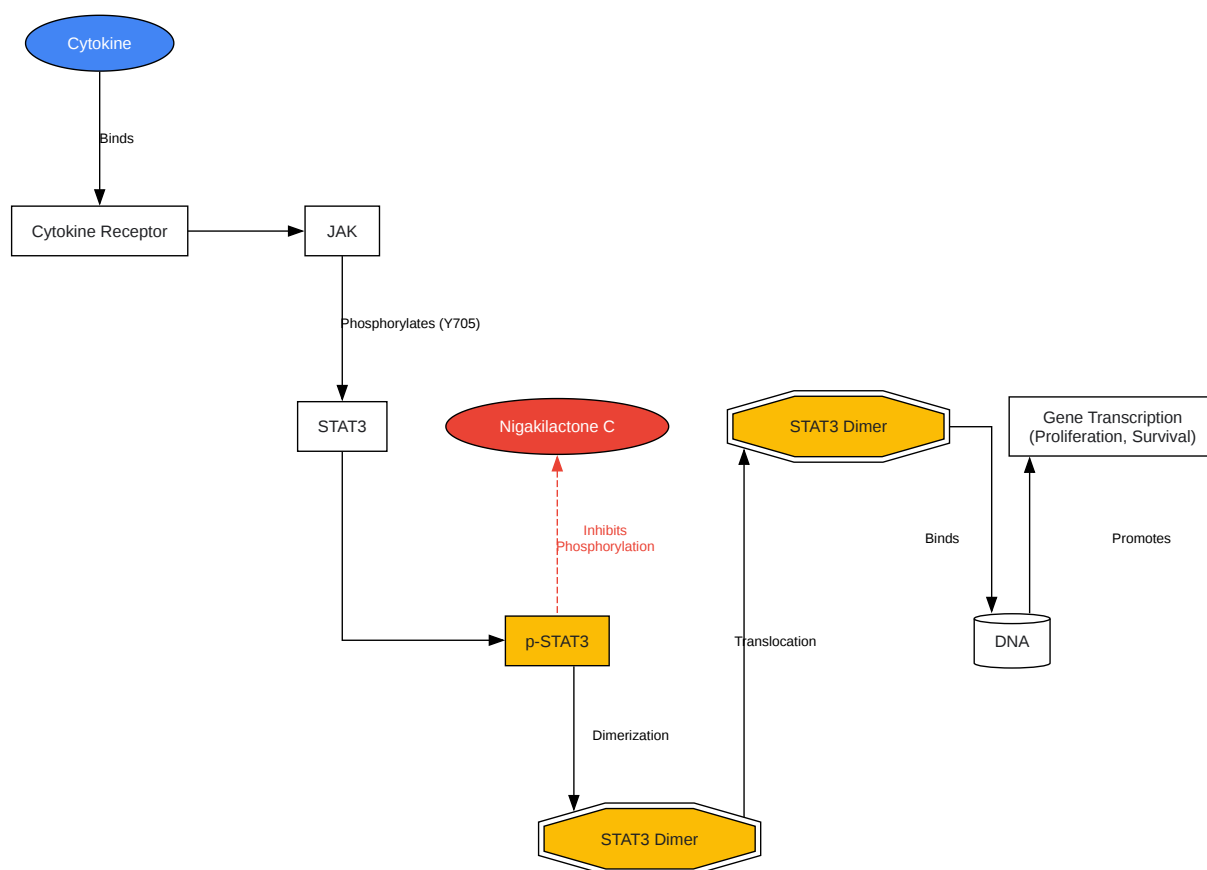 Cytokine
Binds
Cytokine Receptor
JAK
Phosphorylates (Y705)
STAT3
Nigakilactone C
STAT3 Dimer
Gene Transcription
(Proliferation, Survival)
Inhibits
Phosphorylation
Binds
Promotes
p-STAT3
Translocation
DNA
Dimerization
STAT3 Dimer